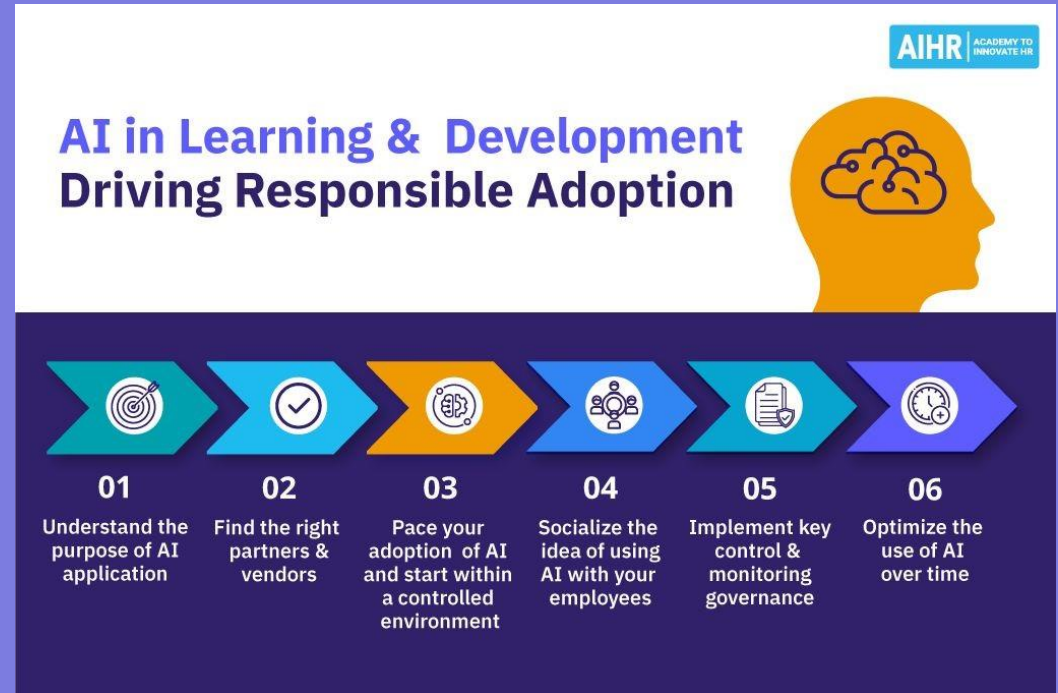 AIHR
ACADEMY TO
INNOVATE HR
AI in Learning & Development
Driving Responsible Adoption
01
Understand the
purpose of AI
application
02
Find the right
partners &
vendors
03
Pace your
adoption of AI
and start within
a controlled
environment
04
Socialize the
idea of using
AI with your
employees
05
Implement key
control &
monitoring
governance
06
Optimize the
use of AI
over time